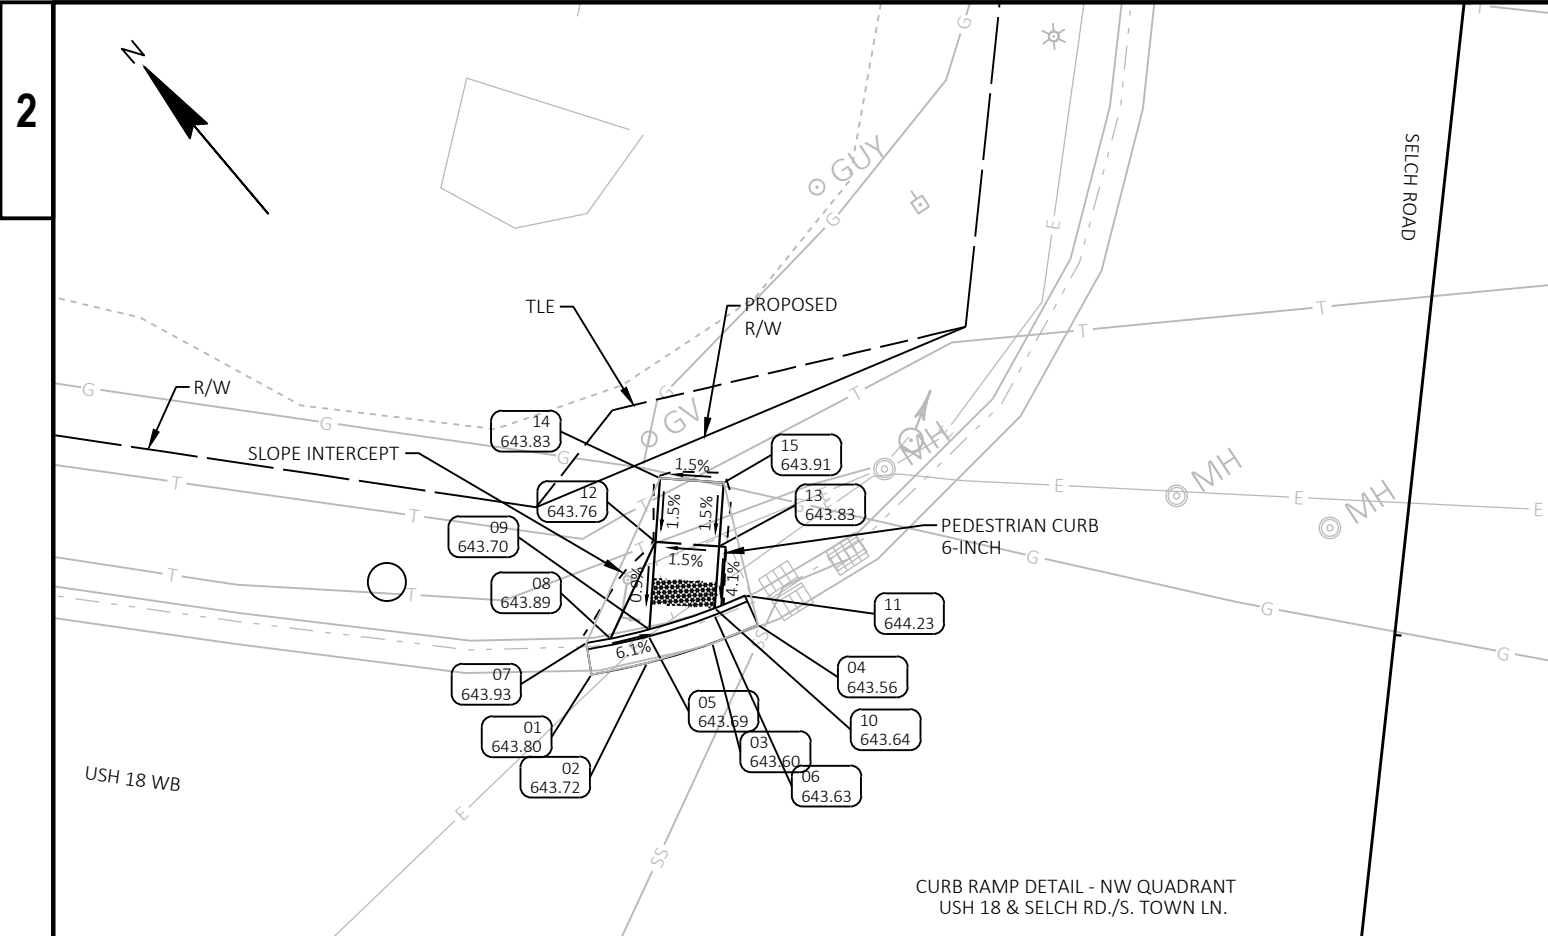 2
N
G
SELCH ROAD
GUY
G
E
TLE
PROPOSED
R/W
T
T
R/W
G
G
T
G
GV
14
643.83
SLOPE INTERCEPT
G
1.5%
15
643.91
MH
MH
MH
T
T
T
12
643.76
1.5%
1.5%
13
643.83
E
E
E
09
643.70
PEDESTRIAN CURB
6-INCH
T
1.5%
G
T
T
08
643.89
0.9%
4.1%
11
644.23
G
6.1%
SS
G
07
643.93
04
643.56
05
643.69
01
643.80
03
643.60
10
643.64
02
643.72
06
643.63
USH 18 WB
E
SS
CURB RAMP DETAIL - NW QUADRANT
USH 18 & SELCH RD./S. TOWN LN.